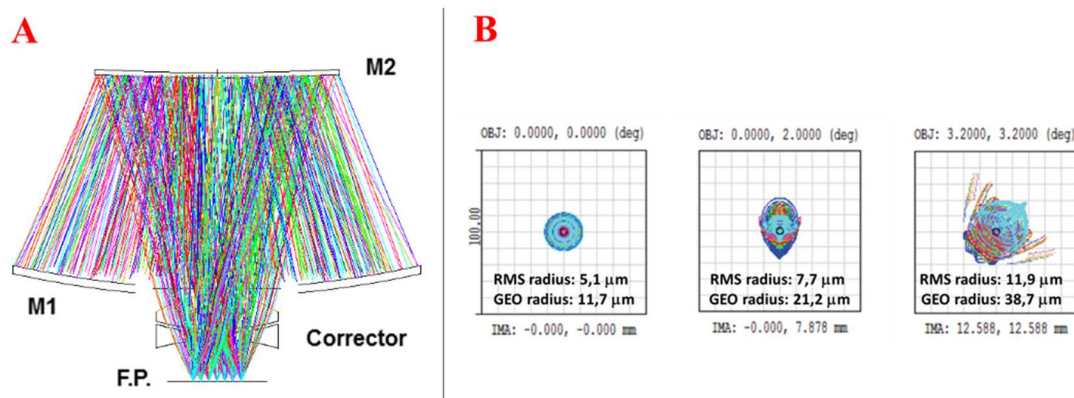 A
M2
M1
Corrector
F.P.
B
OBJ: 0.0000, 0.0000 (deg)
100.00
RMS radius: 5,1 μm
GEO radius: 11,7 μm
IMA: -0.000, -0.000 mm
OBJ: 0.0000, 2.0000 (deg)
RMS radius: 7,7 μm
GEO radius: 21,2 μm
IMA: -0.000, 7.878 mm
OBJ: 3.2000, 3.2000 (deg)
RMS radius: 11,9 μm
GEO radius: 38,7 μm
IMA: 12.588, 12.588 mm